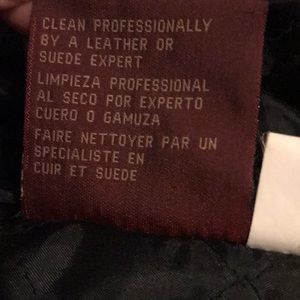 CLEAN PROFESSIONALLY
BY A LEATHER OR
SUEDE EXPERT
LIMPIEZA PROFESSIONAL
AL SECO POR EXPERTO
CUERO O GAMUZA
FAIRE NETTOYER PAR UN
SPECIALISTE EN
CUIR ET SUEDE